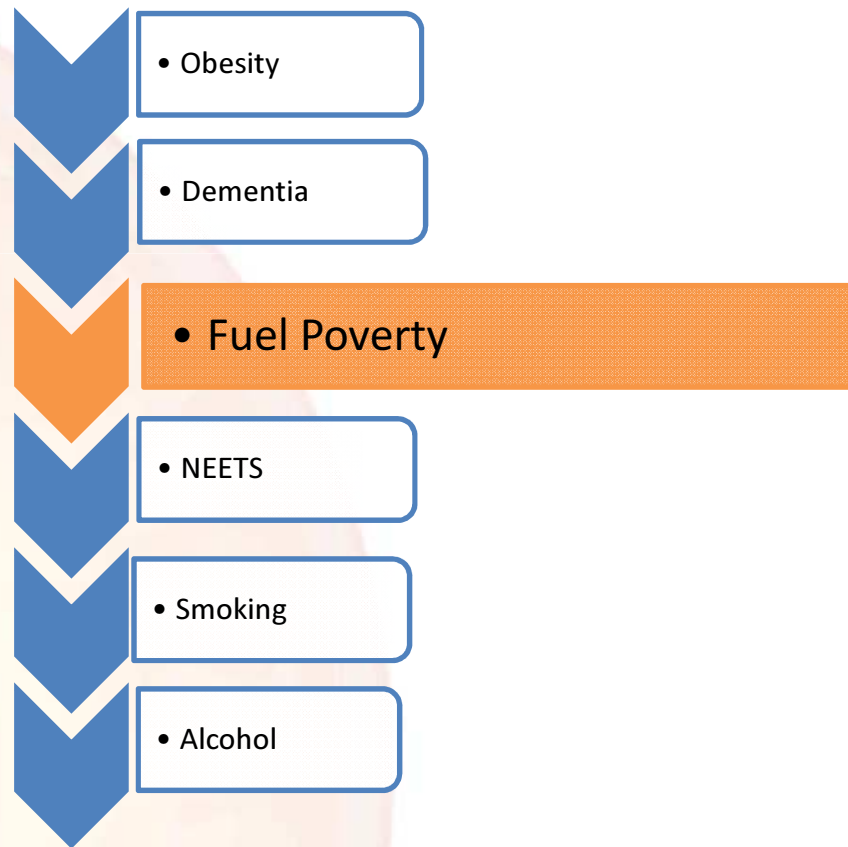 • Obesity
• Dementia
• Fuel Poverty
• NEETS
• Smoking
• Alcohol